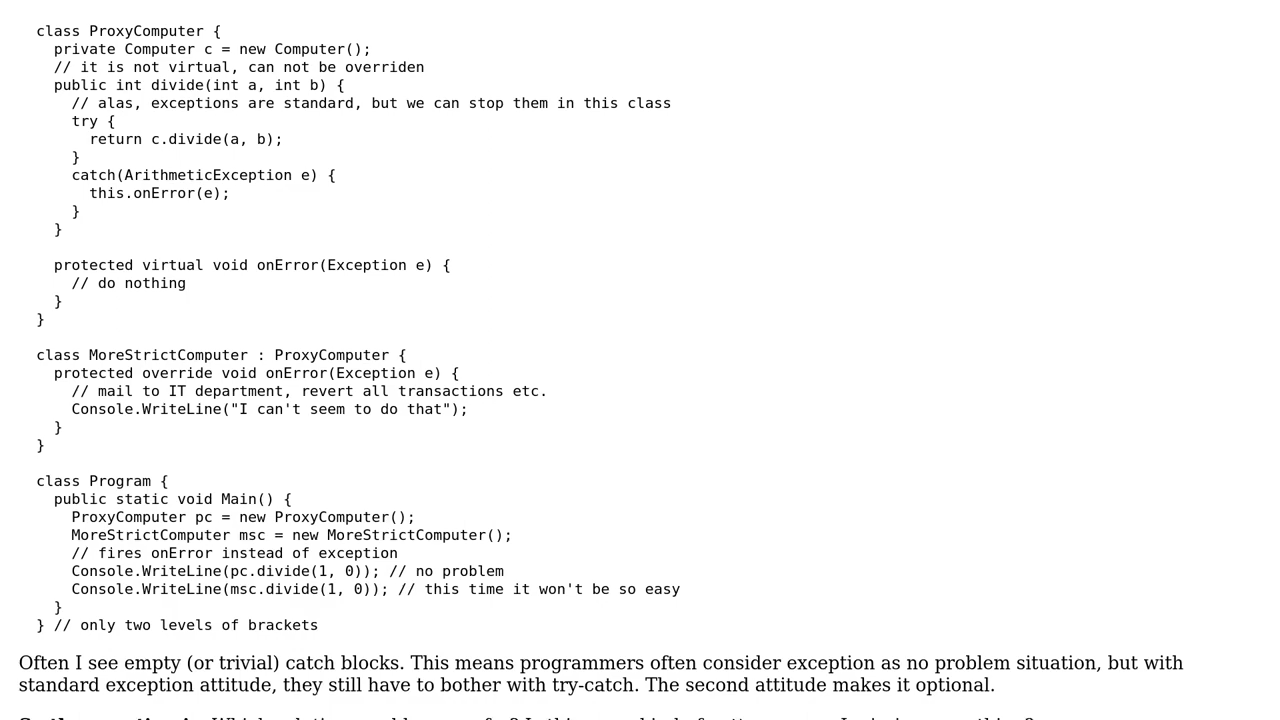 class ProxyComputer {
  private Computer c = new Computer();
  // it is not virtual, can not be overriden
  public int divide(int a, int b) {
    // alas, exceptions are standard, but we can stop them in this class
    try {
      return c.divide(a, b);
    }
    catch(ArithmeticException e) {
      this.onError(e);
    }
  }

  protected virtual void onError(Exception e) {
    // do nothing
  }
}

class MoreStrictComputer : ProxyComputer {
  protected override void onError(Exception e) {
    // mail to IT department, revert all transactions etc.
    Console.WriteLine("I can't seem to do that");
  }
}

class Program {
  public static void Main() {
    ProxyComputer pc = new ProxyComputer();
    MoreStrictComputer msc = new MoreStrictComputer();
    // fires onError instead of exception
    Console.WriteLine(pc.divide(1, 0)); // no problem
    Console.WriteLine(msc.divide(1, 0)); // this time it won't be so easy
  }
} // only two levels of brackets
Often I see empty (or trivial) catch blocks. This means programmers often consider exception as no problem situation, but with
standard exception attitude, they still have to bother with try-catch. The second attitude makes it optional.